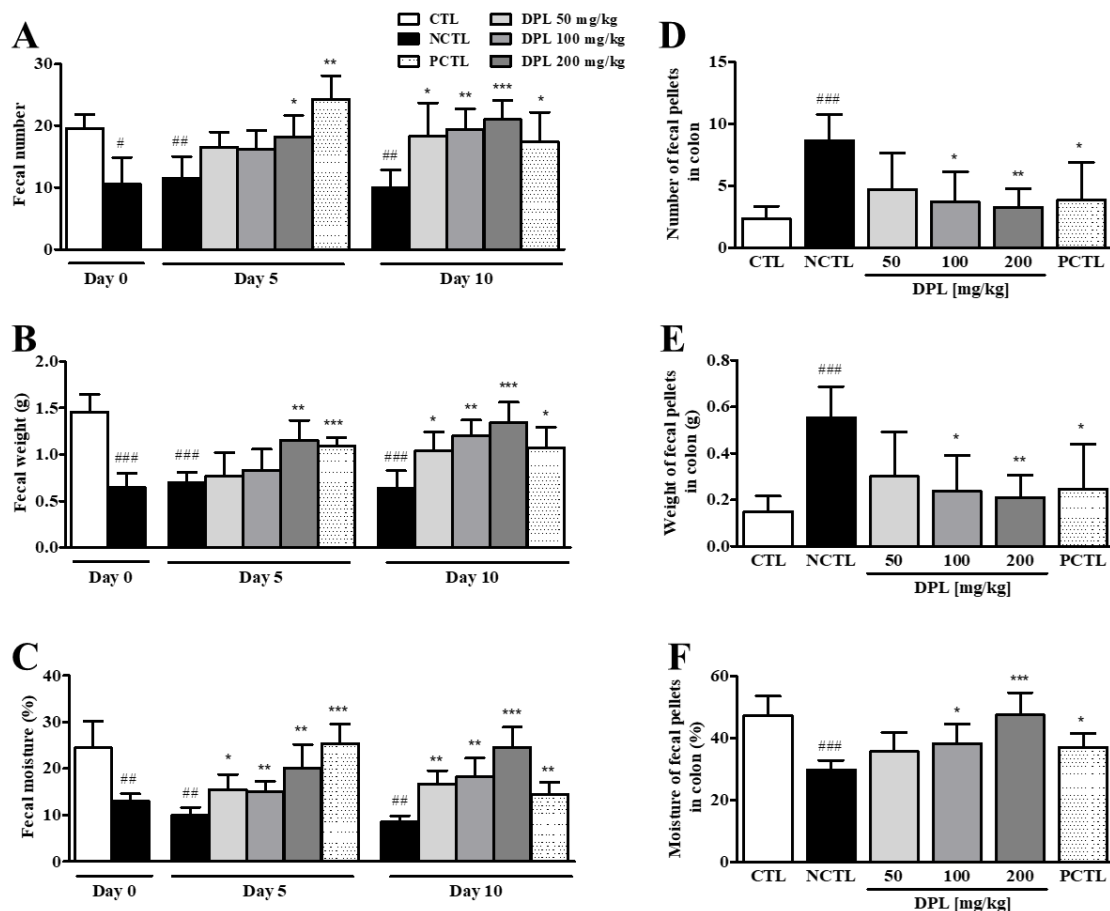 A
CTL
NCTL
PCTL
DPL 50 mg/kg
DPL 100 mg/kg
DPL 200 mg/kg
Fecal number
30
20
10
0
#
##
*
**
##
*
**
***
*
Day 0
Day 5
Day 10
B
Fecal weight (g)
2.0
1.5
1.0
0.5
0.0
###
###
**
***
###
*
**
***
*
Day 0
Day 5
Day 10
C
Fecal moisture (%)
40
30
20
10
0
##
##
*
**
**
***
##
**
**
***
**
Day 0
Day 5
Day 10
D
Number of fecal pellets
in colon
15
10
5
0
###
*
**
*
CTL NCTL 50 100 200 PCTL
DPL [mg/kg]
E
Weight of fecal pellets
in colon (g)
0.8
0.6
0.4
0.2
0.0
###
*
**
*
CTL NCTL 50 100 200 PCTL
DPL [mg/kg]
F
Moisture of fecal pellets
in colon (%)
60
40
20
0
###
*
***
*
CTL NCTL 50 100 200 PCTL
DPL [mg/kg]